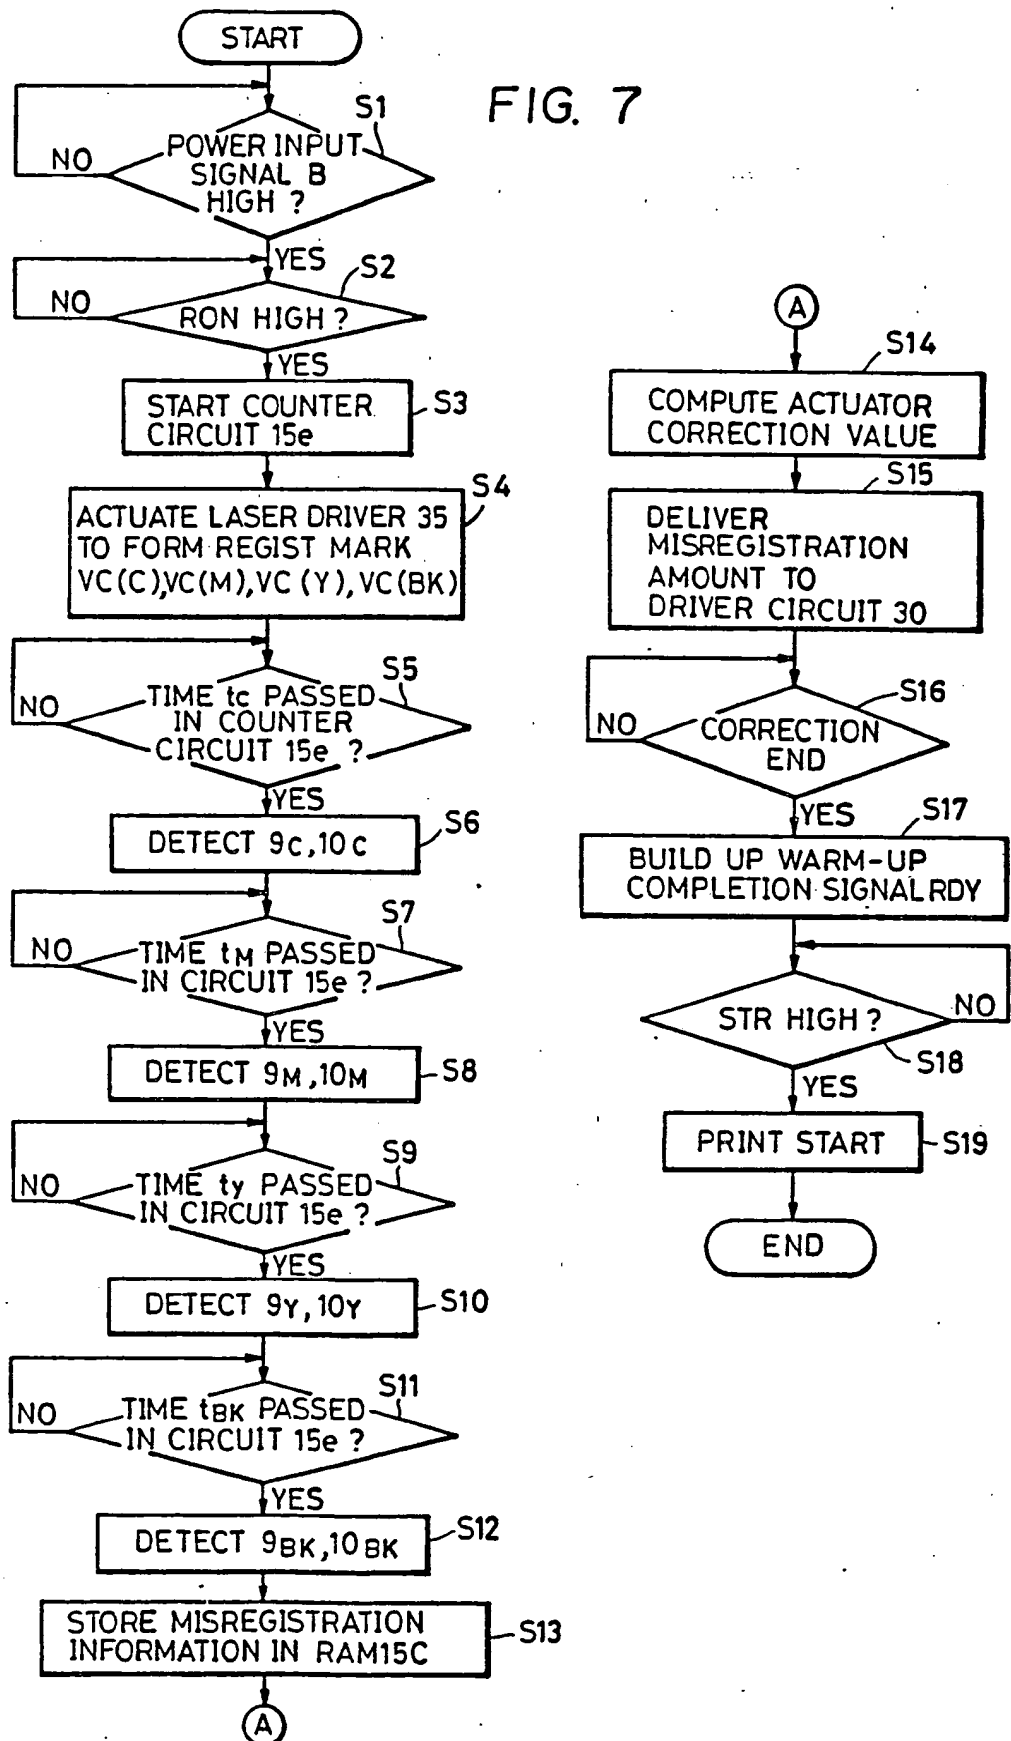 START
FIG. 7
S1
POWER INPUT
SIGNAL B
HIGH ?
NO
YES
S2
RON HIGH ?
NO
YES
START COUNTER
CIRCUIT 15e
S3
S4
ACTUATE LASER DRIVER 35
TO FORM REGIST MARK
VC(C),VC(M),VC(Y),VC(BK)
S5
TIME tC PASSED
IN COUNTER
CIRCUIT 15e ?
NO
YES
DETECT 9C,10C
S6
S7
TIME tM PASSED
IN CIRCUIT 15e ?
NO
YES
DETECT 9M,10M
S8
S9
TIME ty PASSED
IN CIRCUIT 15e ?
NO
YES
DETECT 9Y,10Y
S10
S11
TIME tBK PASSED
IN CIRCUIT 15e ?
NO
YES
DETECT 9BK,10BK
S12
STORE MISREGISTRATION
INFORMATION IN RAM15C
S13
A
A
S14
COMPUTE ACTUATOR
CORRECTION VALUE
S15
DELIVER
MISREGISTRATION
AMOUNT TO
DRIVER CIRCUIT 30
S16
CORRECTION
END
NO
YES
S17
BUILD UP WARM-UP
COMPLETION SIGNAL RDY
STR HIGH ?
NO
S18
YES
PRINT START
S19
END